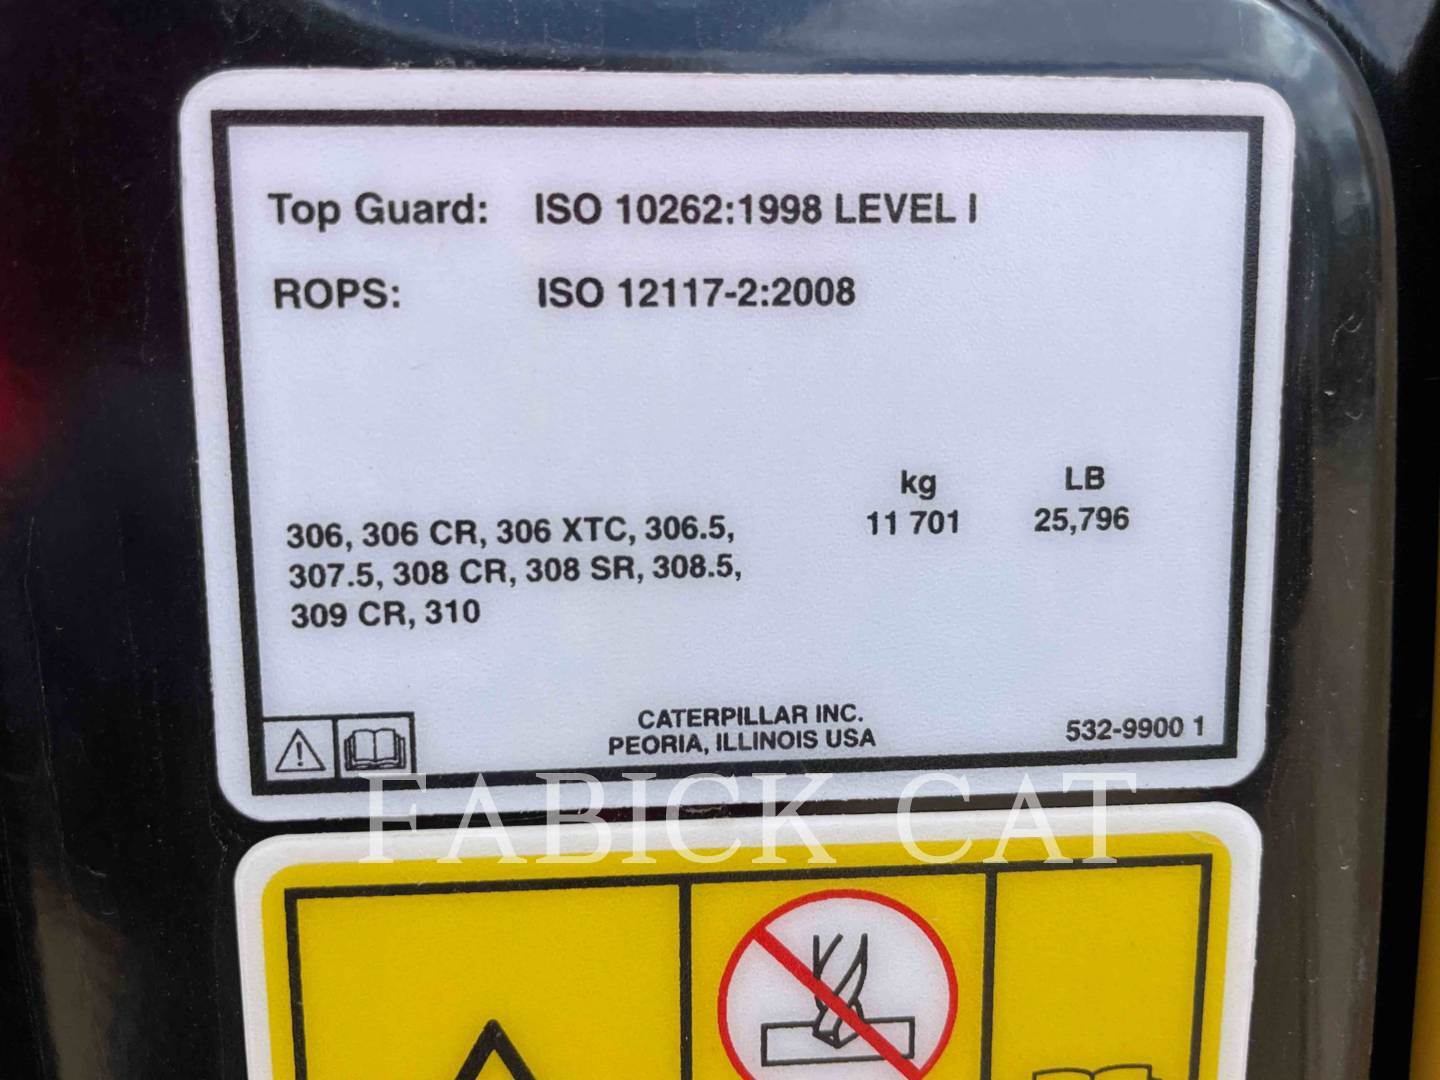 Top Guard: ISO 10262:1998 LEVEL I
ROPS: ISO 12117-2:2008
kg LB
306, 306 CR, 306 XTC, 306.5, 11 701 25,796
307.5, 308 CR, 308 SR, 308.5,
309 CR, 310
CATERPILLAR INC.
PEORIA, ILLINOIS USA
532-9900 1
FABICK CAT